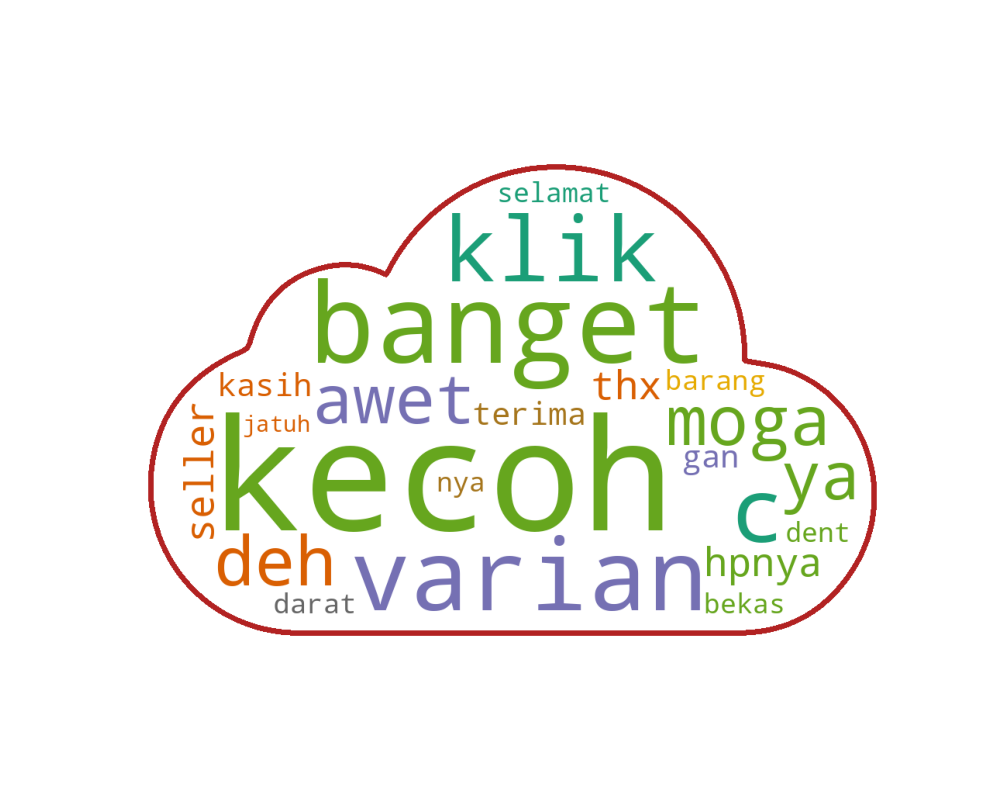 selamat
klik
banget
kasih
awet
thx
barang
jatuh
terima
moga
seller
kecoh
nya
gan
ya
c
dent
deh
varian
hpnya
darat
bekas